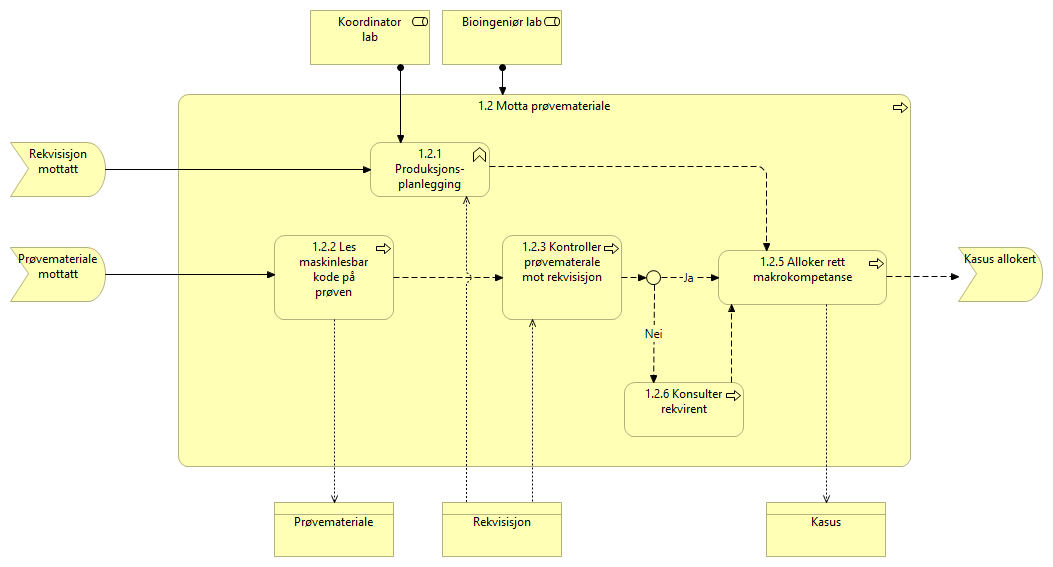 Koordinator
lab
Bioingeniør lab
1.2 Motta prøvemateriale
Rekvisisjon
mottatt
1.2.1
Produksjons-
planlegging
Prøvemateriale
mottatt
1.2.2 Les
maskinlesbar
kode på
prøven
1.2.3 Kontroller
prøvematerale
mot rekvisisjon
Ja
1.2.5 Alloker rett
makrokompetanse
Kasus allokert
Nei
1.2.6 Konsulter
rekvirent
Prøvemateriale
Rekvisisjon
Kasus